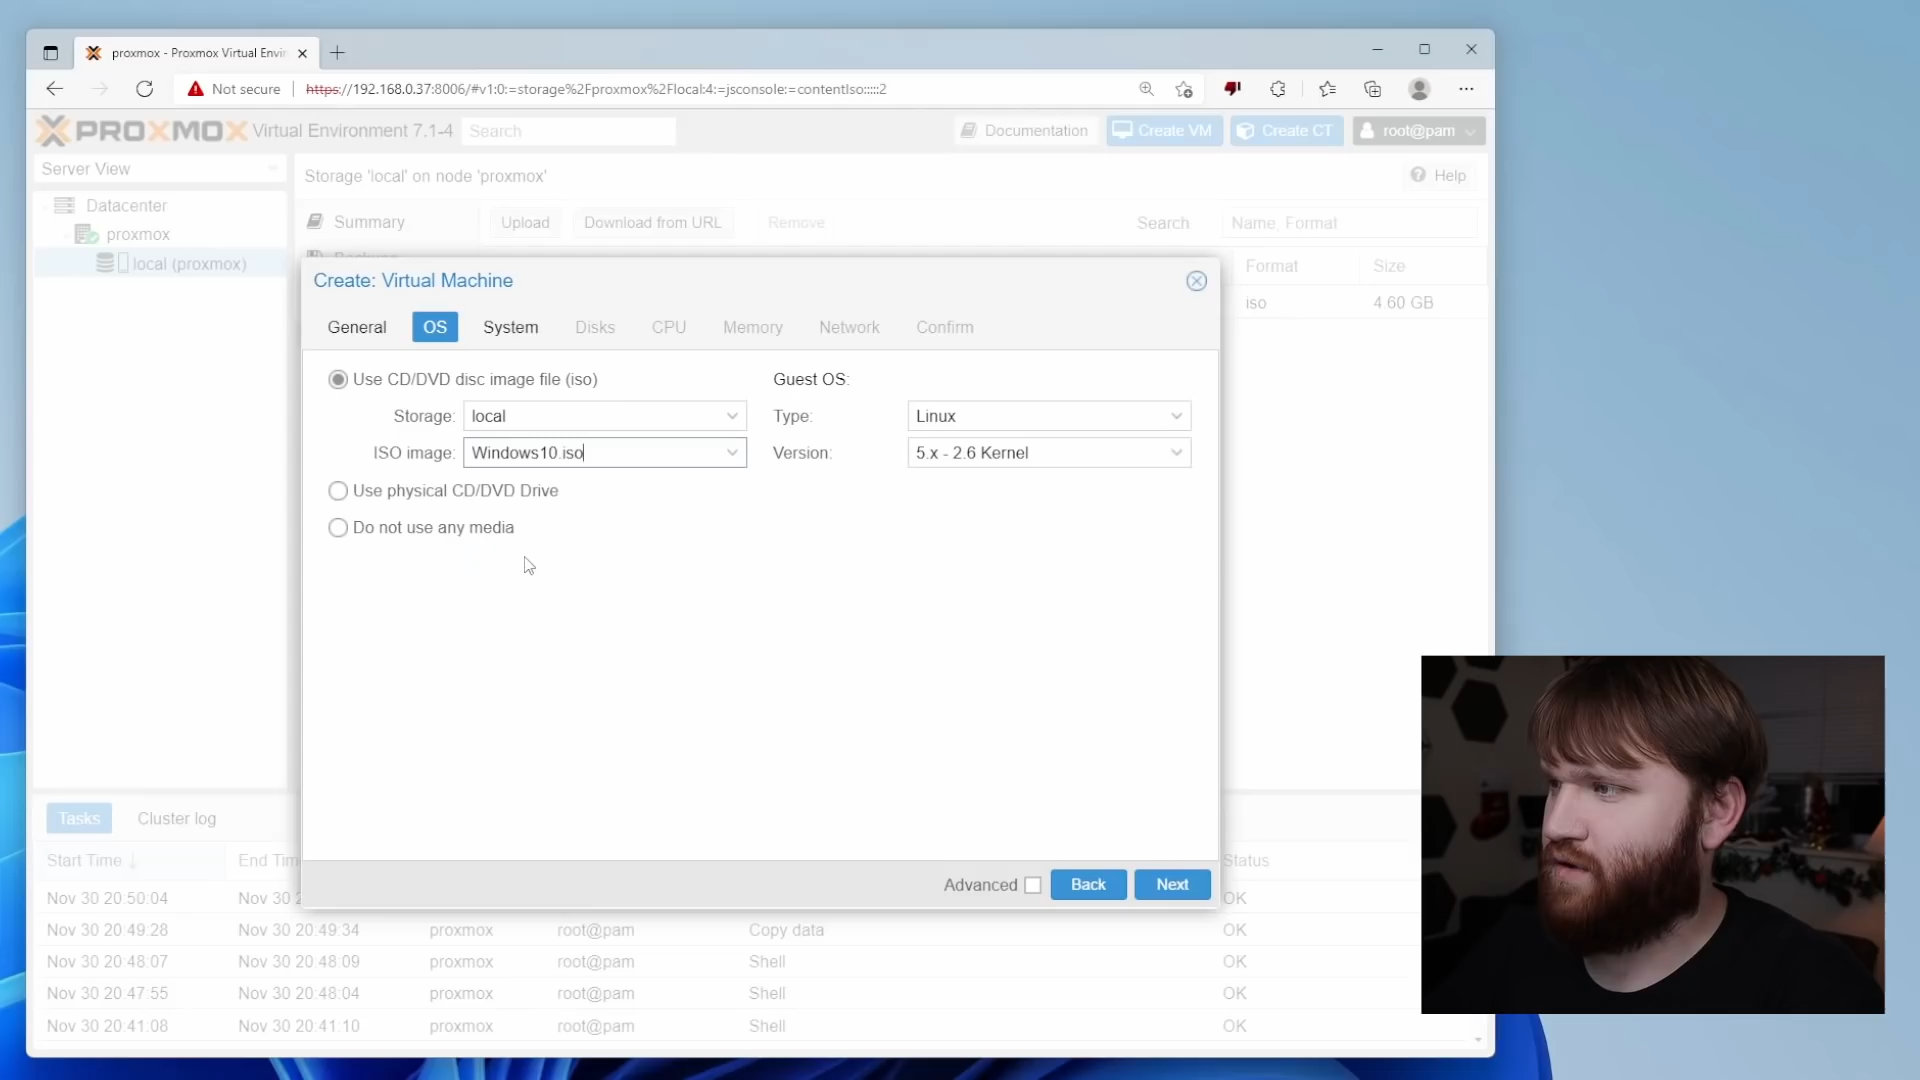 proxmox - Proxmox Virtual Envir
Not secure
https://192.168.0.37:8006/#v1:0:=storage%2Fproxmox%2Flocal:4:=jsconsole:=contentIso:::::2
PROXMOX Virtual Environment 7.1-4 Search Documentation Create VM Create CT root@pam
Server View
Storage 'local' on node 'proxmox' Help
Datacenter
proxmox
local (proxmox)
Summary Upload Download from URL Remove Search Name, Format
Format Size
iso 4.60 GB
Create: Virtual Machine
General OS System Disks CPU Memory Network Confirm
Use CD/DVD disc image file (iso) Guest OS:
Storage: local Type: Linux
ISO image: Windows10.iso Version: 5.x - 2.6 Kernel
Use physical CD/DVD Drive
Do not use any media
Advanced Back Next
Tasks Cluster log
Start Time End Tim Status
Nov 30 20:50:04 Nov 30 2 OK
Nov 30 20:49:28 Nov 30 20:49:34 proxmox root@pam Copy data OK
Nov 30 20:48:07 Nov 30 20:48:09 proxmox root@pam Shell OK
Nov 30 20:47:55 Nov 30 20:48:04 proxmox root@pam Shell OK
Nov 30 20:41:08 Nov 30 20:41:10 proxmox root@pam Shell OK